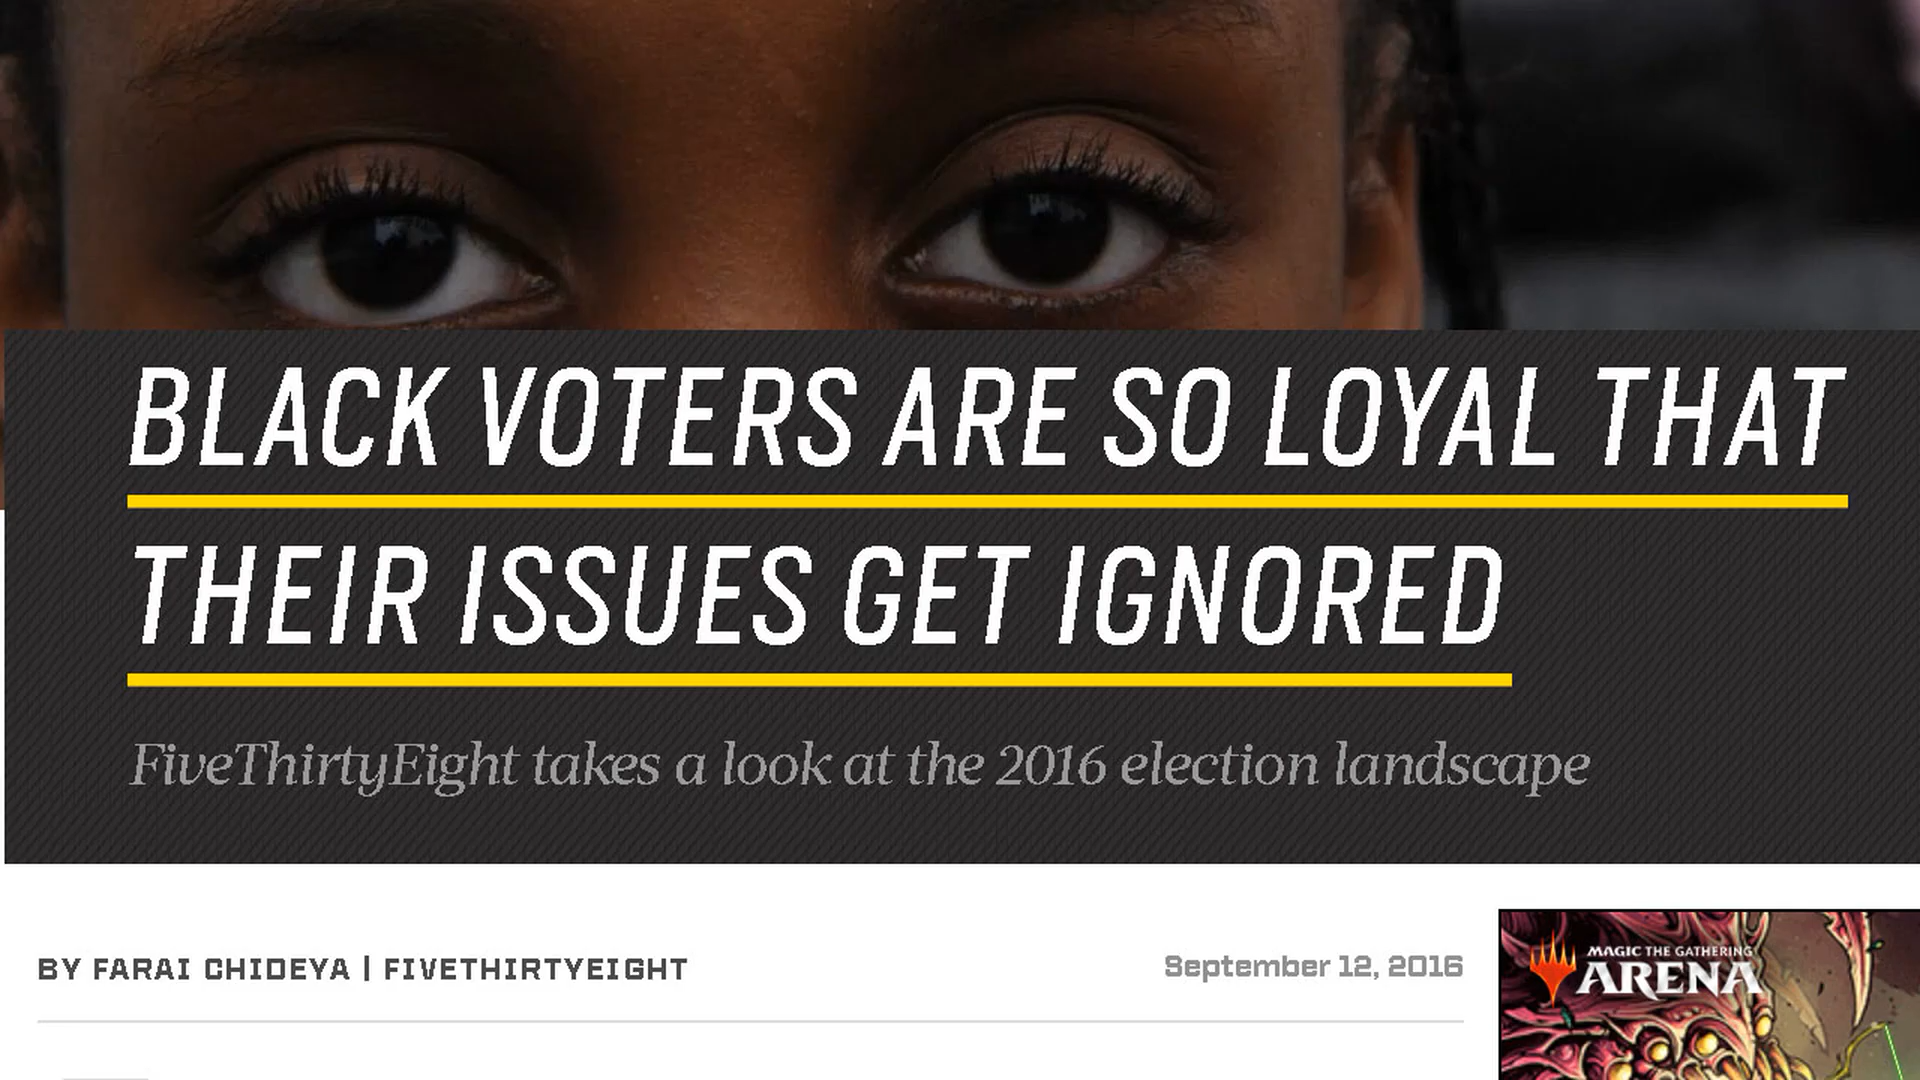 BLACK VOTERS ARE SO LOYAL THAT
THEIR ISSUES GET IGNORED
FiveThirtyEight takes a look at the 2016 election landscape
BY FARAI CHIDEYA | FIVETHIRTYEIGHT
September 12, 2016
MAGIC THE GATHERING
ARENA